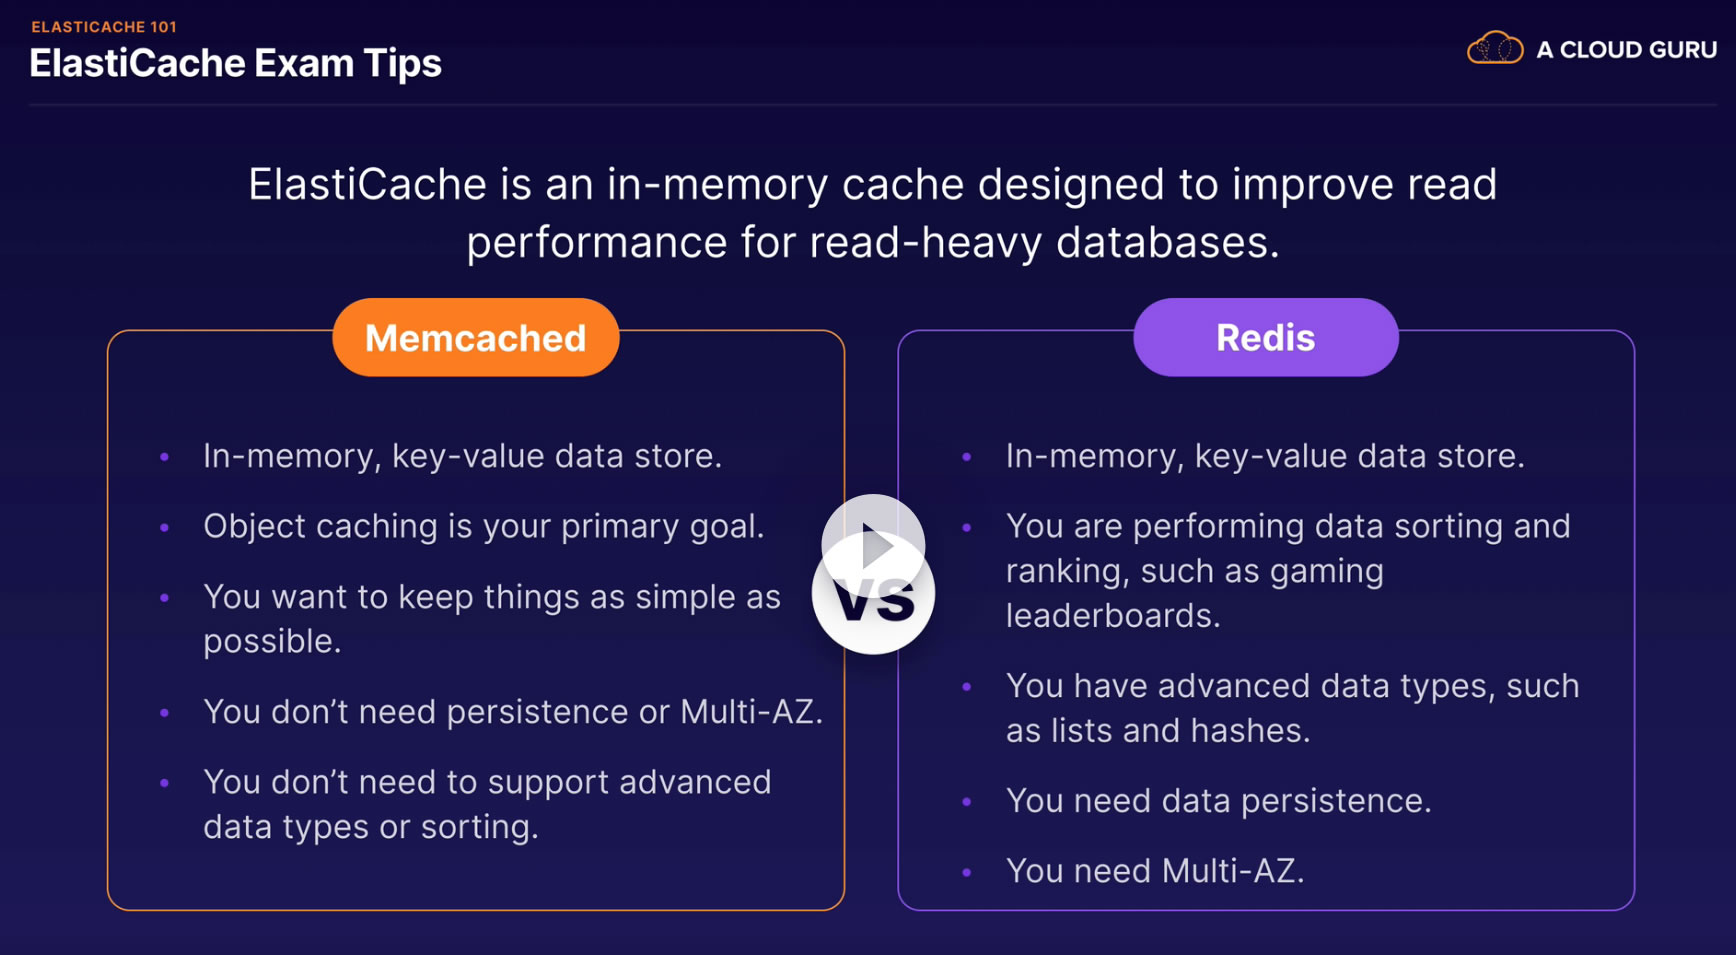 ELASTICACHE 101
ElastiCache Exam Tips
A CLOUD GURU
ElastiCache is an in-memory cache designed to improve read
performance for read-heavy databases.
Memcached
• In-memory, key-value data store.
• Object caching is your primary goal.
• You want to keep things as simple as
possible.
• You don’t need persistence or Multi-AZ.
• You don’t need to support advanced
data types or sorting.
vs
Redis
• In-memory, key-value data store.
• You are performing data sorting and
ranking, such as gaming
leaderboards.
• You have advanced data types, such
as lists and hashes.
• You need data persistence.
• You need Multi-AZ.